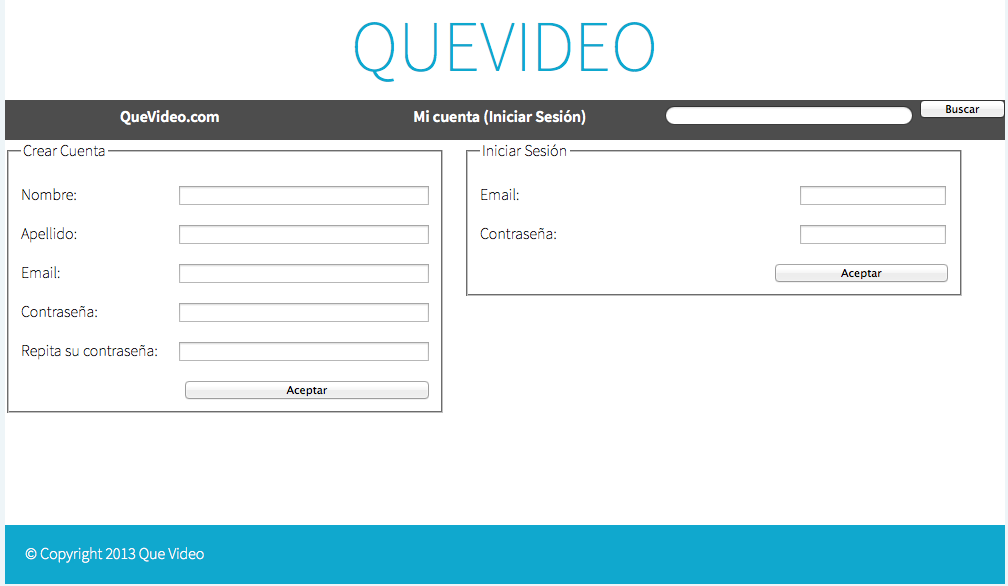 QUEVIDEO
QueVideo.com
Mi cuenta (Iniciar Sesión)
Buscar
Crear Cuenta
Nombre:
Apellido:
Email:
Contraseña:
Repita su contraseña:
Aceptar
Iniciar Sesión
Email:
Contraseña:
Aceptar
© Copyright 2013 Que Video